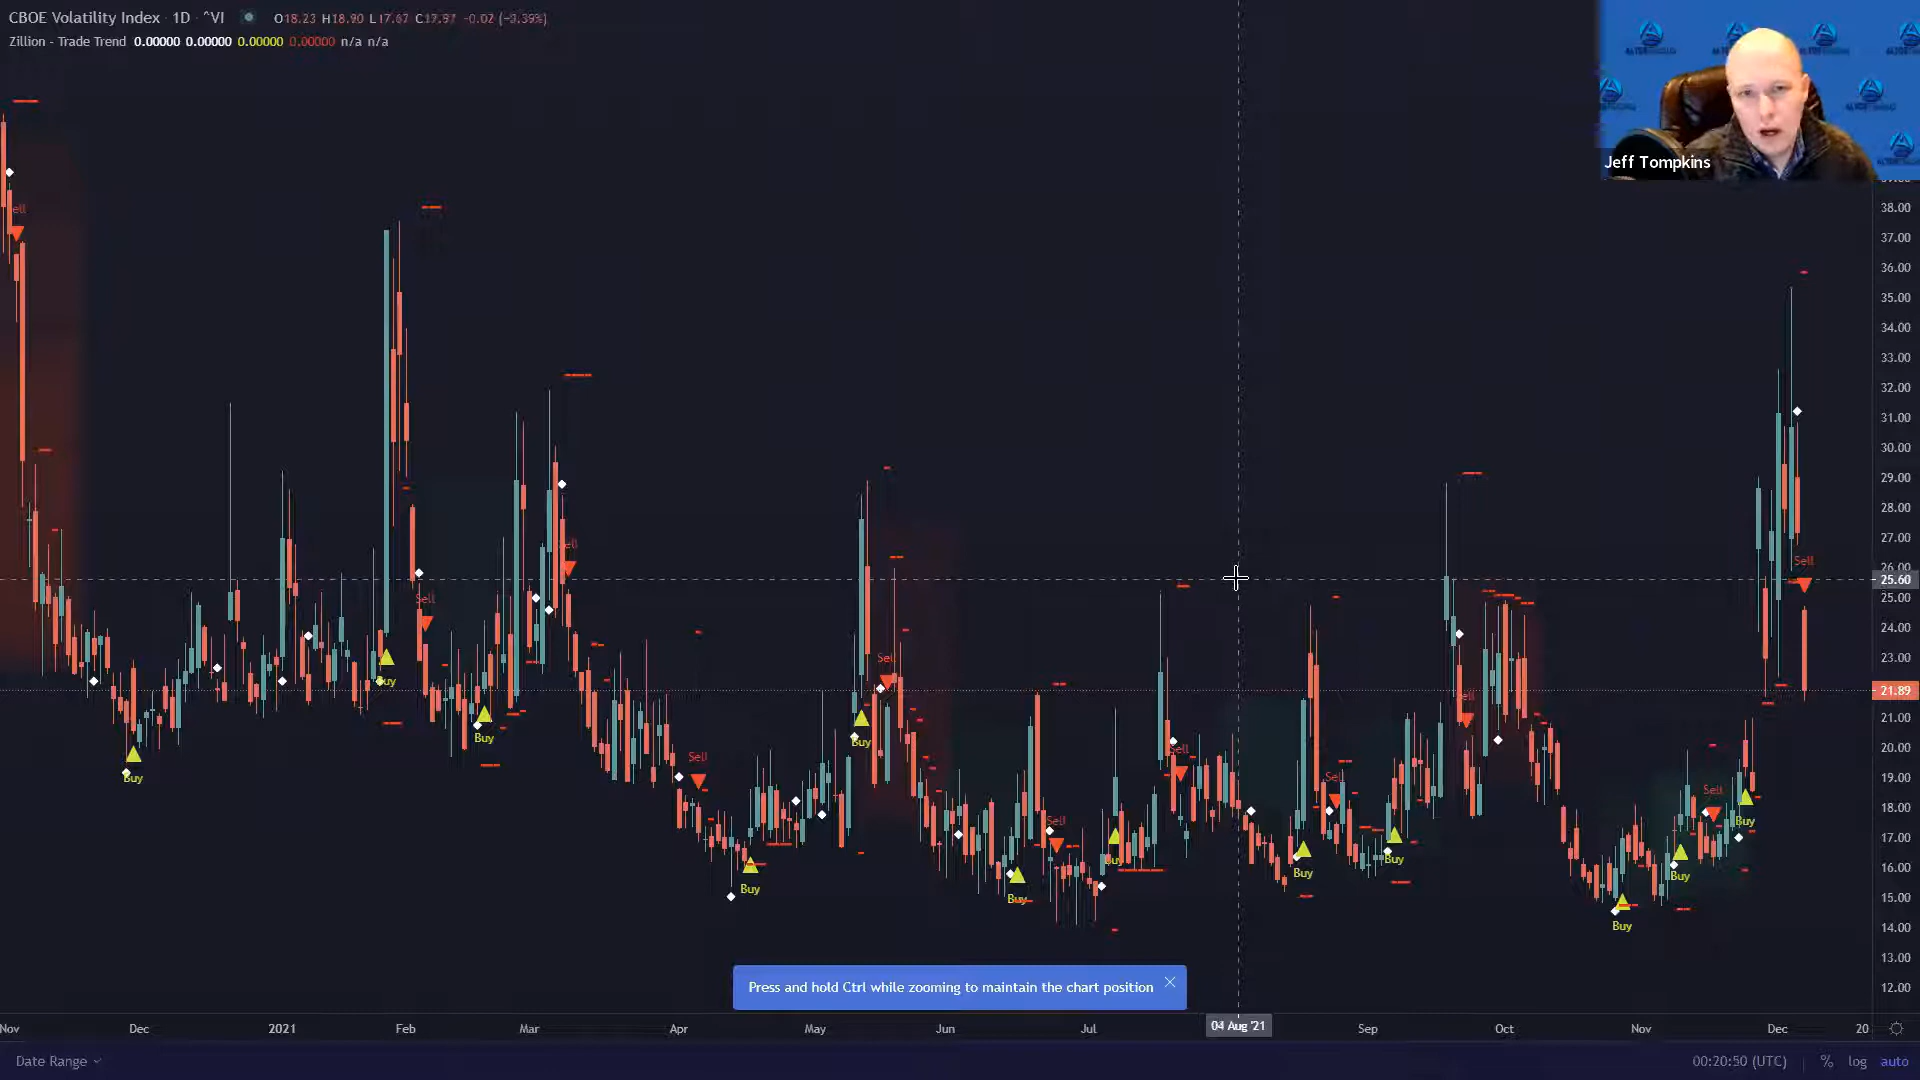 CBOE Volatility Index · 1D · ^VI O18.23 H18.90 L17.67 C17.97 -0.02 (-0.39%)
Zillion - Trade Trend 0.00000 0.00000 0.00000 0.00000 n/a n/a
Jeff Tompkins
38.00
37.00
36.00
35.00
34.00
33.00
32.00
31.00
30.00
29.00
28.00
27.00
26.00
25.60
25.00
24.00
23.00
21.89
21.00
20.00
19.00
18.00
17.00
16.00
15.00
14.00
13.00
12.00
Sell
Sell
Sell
Sell
Sell
Sell
Sell
Sell
Buy
Buy
Buy
Buy
Buy
Buy
Buy
Buy
Buy
Buy
Buy
Press and hold Ctrl while zooming to maintain the chart position
Nov Dec 2021 Feb Mar Apr May Jun Jul 04 Aug '21 Sep Oct Nov Dec 20
Date Range 00:20:50 (UTC) % log auto